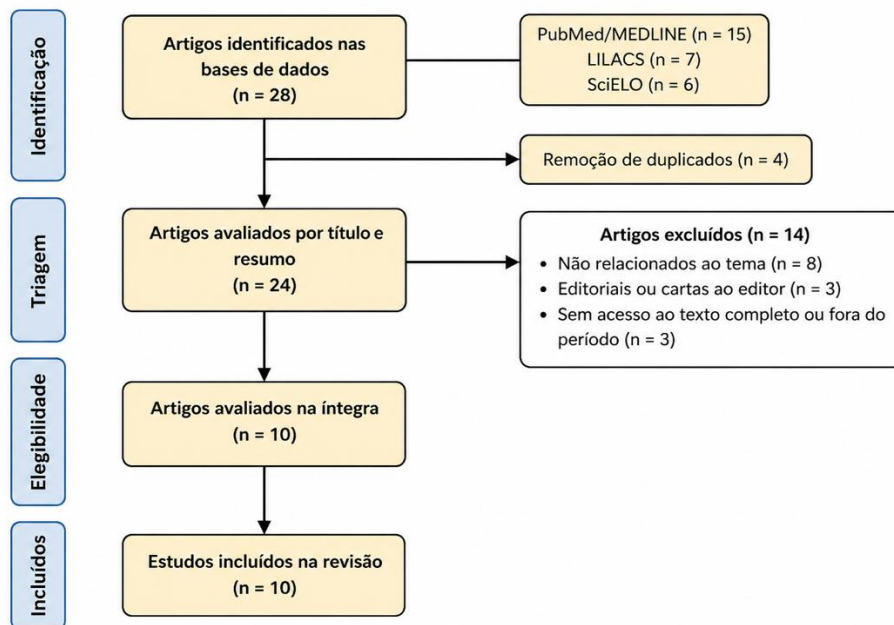 Identificação
Artigos identificados nas
bases de dados
(n = 28)
PubMed/MEDLINE (n = 15)
LILACS (n = 7)
SciELO (n = 6)
Remoção de duplicados (n = 4)
Triagem
Artigos avaliados por título e
resumo
(n = 24)
Artigos excluídos (n = 14)
• Não relacionados ao tema (n = 8)
• Editoriais ou cartas ao editor (n = 3)
• Sem acesso ao texto completo ou fora do
período (n = 3)
Elegibilidade
Artigos avaliados na íntegra
(n = 10)
Incluídos
Estudos incluídos na revisão
(n = 10)